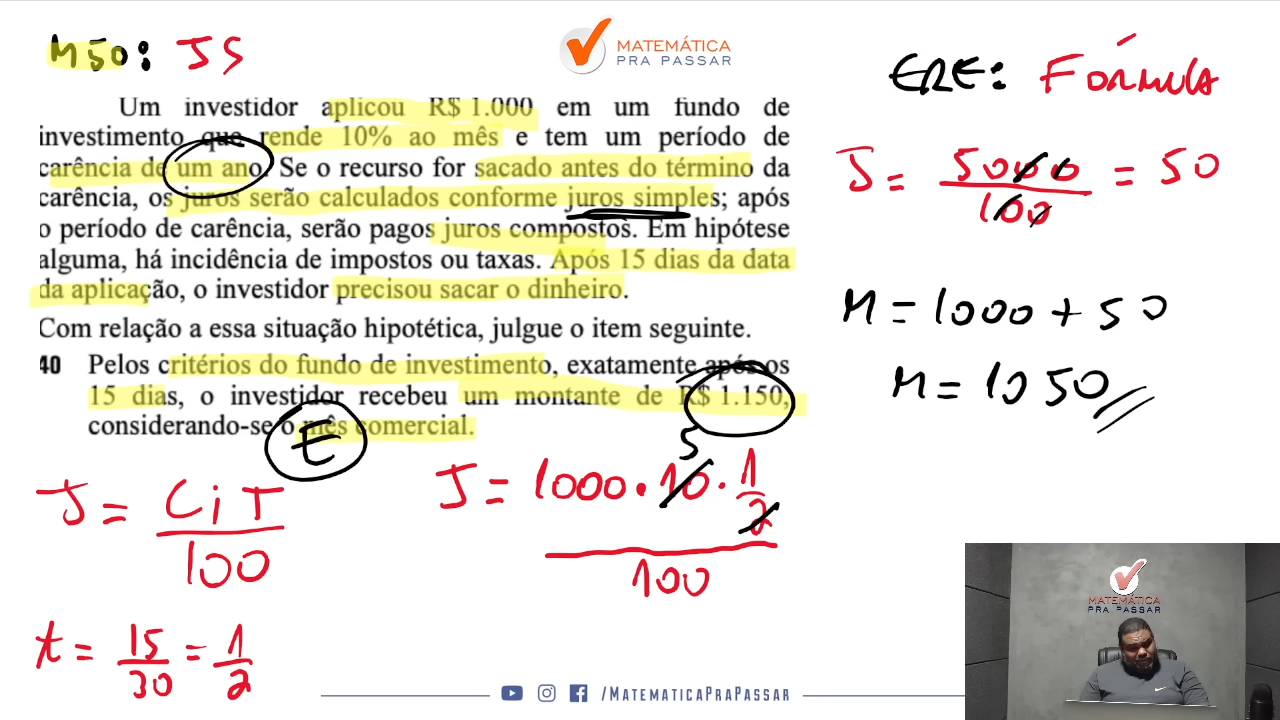 M50: JS
MATEMÁTICA
PRA PASSAR
ERE: FÓRMULA
Um investidor aplicou R$ 1.000 em um fundo de
investimento que rende 10% ao mês e tem um período de
carência de um ano. Se o recurso for sacado antes do término da
carência, os juros serão calculados conforme juros simples; após
o período de carência, serão pagos juros compostos. Em hipótese
alguma, há incidência de impostos ou taxas. Após 15 dias da data
da aplicação, o investidor precisou sacar o dinheiro.
Com relação a essa situação hipotética, julgue o item seguinte.
40 Pelos critérios do fundo de investimento, exatamente após os
15 dias, o investidor recebeu um montante de R$ 1.150,
considerando-se o mês comercial.
E
J = CiT
100
t = 15/30 = 1/2
5
J = 1000 . 10 . 1/2
100
J = 5000/100 = 50
M = 1000 + 50
M = 1050
MATEMÁTICA
PRA PASSAR
/MATEMATICAPRAPASSAR